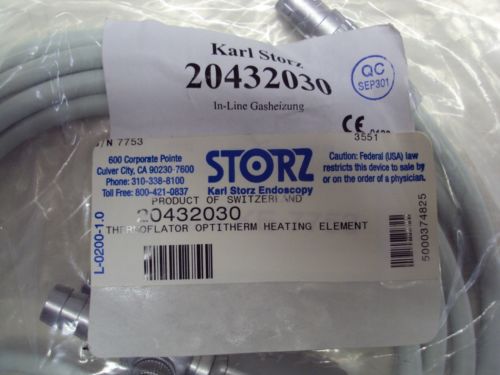 Karl Storz
20432030
In-Line Gasheizung
QC
SEP301
CE
S/N 7753
3551
600 Corporate Pointe
Culver City, CA 90230-7600
Phone: 310-338-8100
Toll Free: 800-421-0837
STORZ
Karl Storz Endoscopy
Caution: Federal (USA) law
restricts this device to sale by
or on the order of a physician.
PRODUCT OF SWITZERLAND
20432030
THERMOFLATOR OPTITHERM HEATING ELEMENT
L-0200-1.0
5000374825